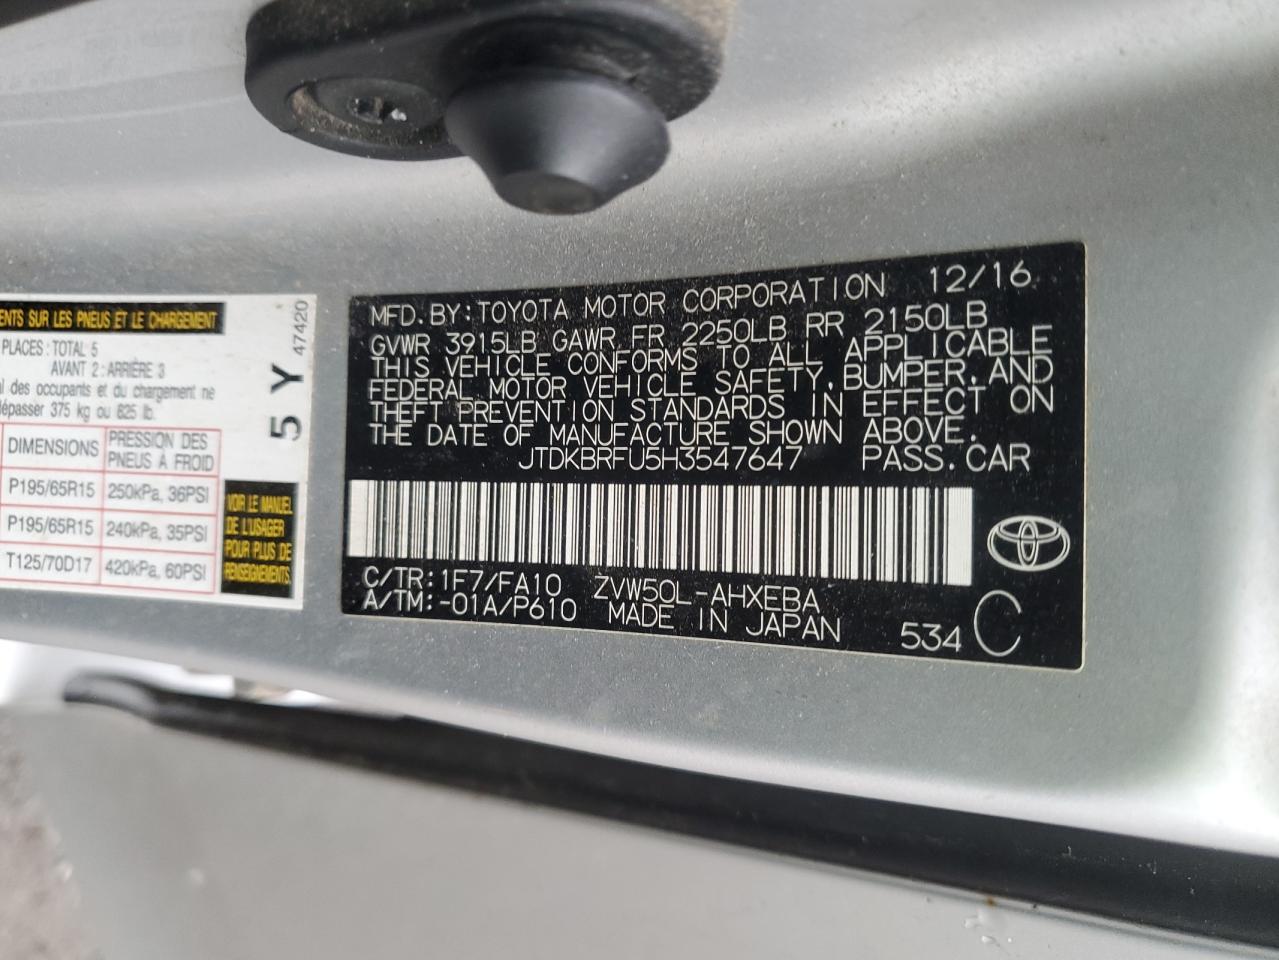 ENTS SUR LES PNEUS ET LE CHARGEMENT
PLACES: TOTAL 5
AVANT 2: ARRIÈRE 3
al des occupants et du chargement ne
dépasser 375 kg ou 825 lb.
DIMENSIONS PRESSION DES PNEUS À FROID
P195/65R15 250kPa, 36PSI
P195/65R15 240kPa, 35PSI
T125/70D17 420kPa, 60PSI
VOIR LE MANUEL
DE L'USAGER
POUR PLUS DE
RENSEIGNEMENTS
5Y
47420
MFD. BY: TOYOTA MOTOR CORPORATION 12/16
GVWR 3915LB GAWR FR 2250LB RR 2150LB
THIS VEHICLE CONFORMS TO ALL APPLICABLE
FEDERAL MOTOR VEHICLE SAFETY, BUMPER, AND
THEFT PREVENTION STANDARDS IN EFFECT ON
THE DATE OF MANUFACTURE SHOWN ABOVE.
JTDKBRFU5H3547647 PASS. CAR
C/TR: 1F7/FA10 ZVW50L-AHXEBA
A/TM: -01A/P610 MADE IN JAPAN 534 C